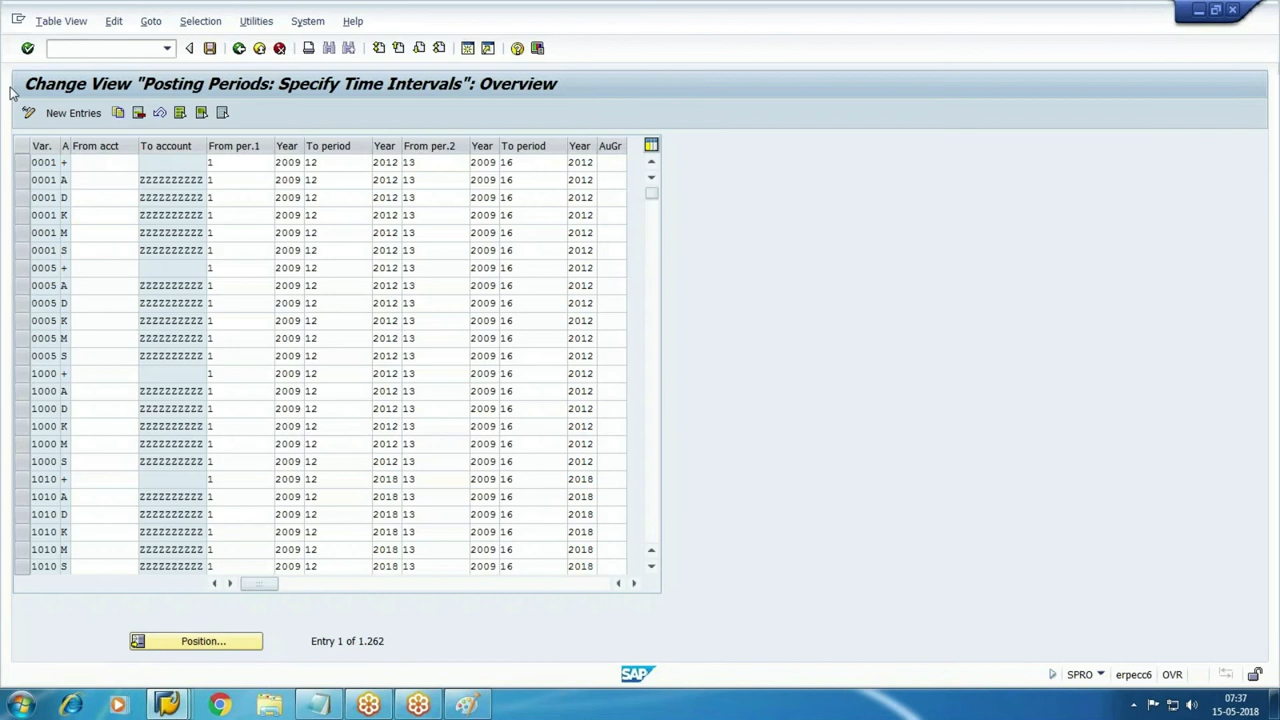 Table View Edit Goto Selection Utilities System Help
Change View "Posting Periods: Specify Time Intervals": Overview
New Entries
Var. A From acct To account From per.1 Year To period Year From per.2 Year To period Year AuGr
0001 + 1 2009 12 2012 13 2009 16 2012
0001 A ZZZZZZZZZZ 1 2009 12 2012 13 2009 16 2012
0001 D ZZZZZZZZZZ 1 2009 12 2012 13 2009 16 2012
0001 K ZZZZZZZZZZ 1 2009 12 2012 13 2009 16 2012
0001 M ZZZZZZZZZZ 1 2009 12 2012 13 2009 16 2012
0001 S ZZZZZZZZZZ 1 2009 12 2012 13 2009 16 2012
0005 + 1 2009 12 2012 13 2009 16 2012
0005 A ZZZZZZZZZZ 1 2009 12 2012 13 2009 16 2012
0005 D ZZZZZZZZZZ 1 2009 12 2012 13 2009 16 2012
0005 K ZZZZZZZZZZ 1 2009 12 2012 13 2009 16 2012
0005 M ZZZZZZZZZZ 1 2009 12 2012 13 2009 16 2012
0005 S ZZZZZZZZZZ 1 2009 12 2012 13 2009 16 2012
1000 + 1 2009 12 2012 13 2009 16 2012
1000 A ZZZZZZZZZZ 1 2009 12 2012 13 2009 16 2012
1000 D ZZZZZZZZZZ 1 2009 12 2012 13 2009 16 2012
1000 K ZZZZZZZZZZ 1 2009 12 2012 13 2009 16 2012
1000 M ZZZZZZZZZZ 1 2009 12 2012 13 2009 16 2012
1000 S ZZZZZZZZZZ 1 2009 12 2012 13 2009 16 2012
1010 + 1 2009 12 2018 13 2009 16 2018
1010 A ZZZZZZZZZZ 1 2009 12 2018 13 2009 16 2018
1010 D ZZZZZZZZZZ 1 2009 12 2018 13 2009 16 2018
1010 K ZZZZZZZZZZ 1 2009 12 2018 13 2009 16 2018
1010 M ZZZZZZZZZZ 1 2009 12 2018 13 2009 16 2018
1010 S ZZZZZZZZZZ 1 2009 12 2018 13 2009 16 2018
Position... Entry 1 of 1.262
SAP SPRO erpecc6 OVR
07:37
15-05-2018